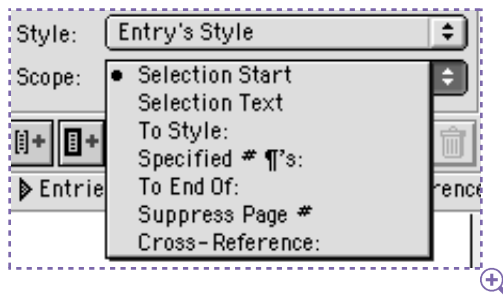 Style: Entry's Style
Scope:
• Selection Start
Selection Text
To Style:
Specified # ¶'s:
To End Of:
Suppress Page #
Cross-Reference:
Entrie
rence